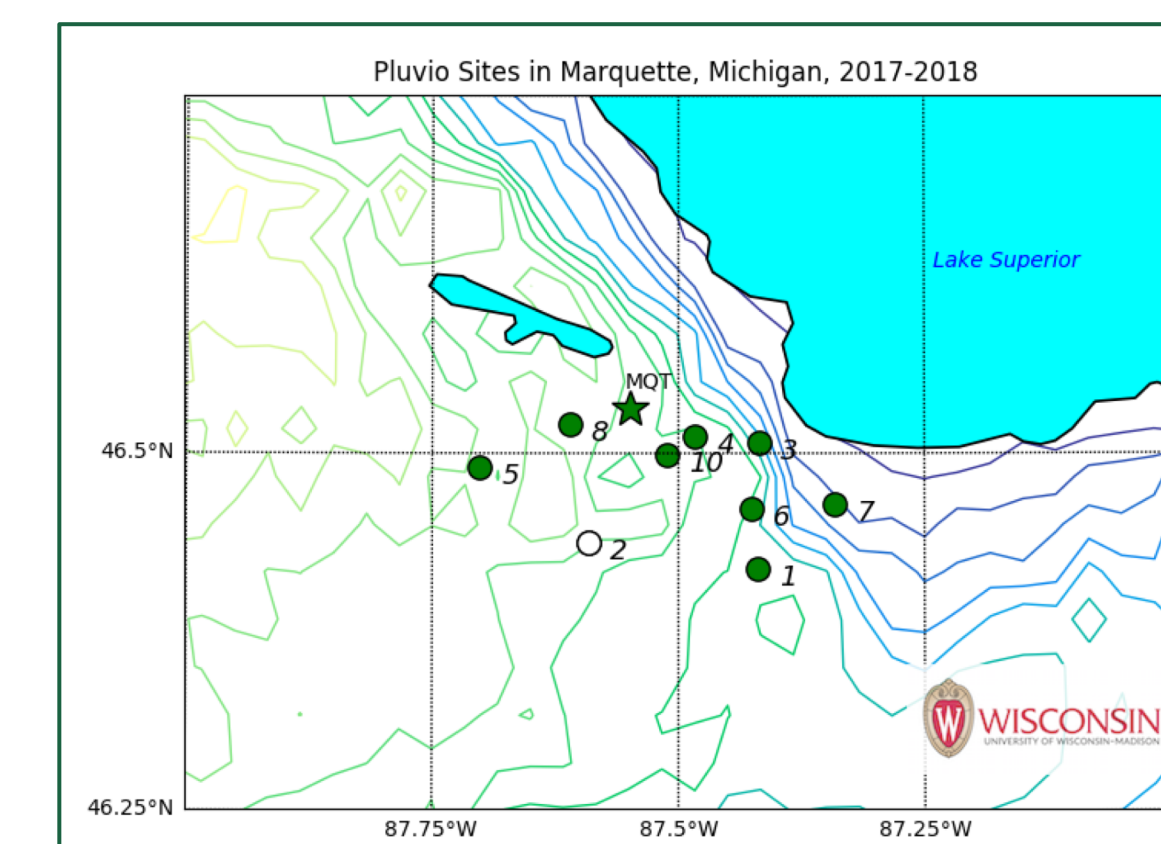 Pluvio Sites in Marquette, Michigan, 2017-2018
Lake Superior
MQT
8
4
3
46.5°N
10
5
7
6
2
1
WISCONSIN
UNIVERSITY OF WISCONSIN-MADISON
46.25°N
87.75°W
87.5°W
87.25°W